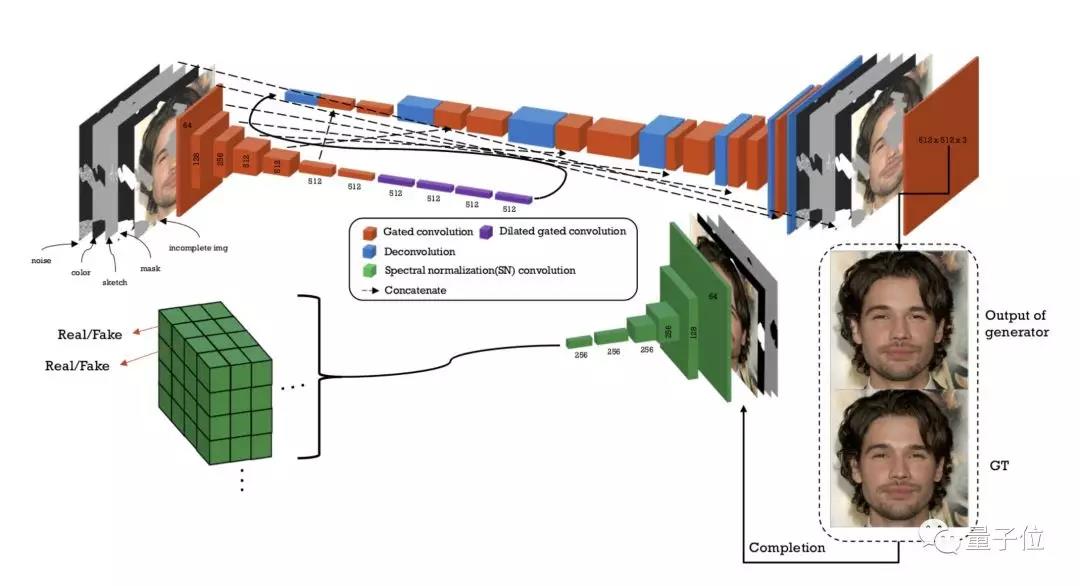 64
128
256
512
512
512
512
512
512
512
512
612 x 512 x 3
noise
color
sketch
mask
incomplete img
Gated convolution
Dilated gated convolution
Deconvolution
Spectral normalization(SN) convolution
Concatenate
Real/Fake
Real/Fake
256
256
256
256
128
64
Output of
generator
GT
Completion
量子位